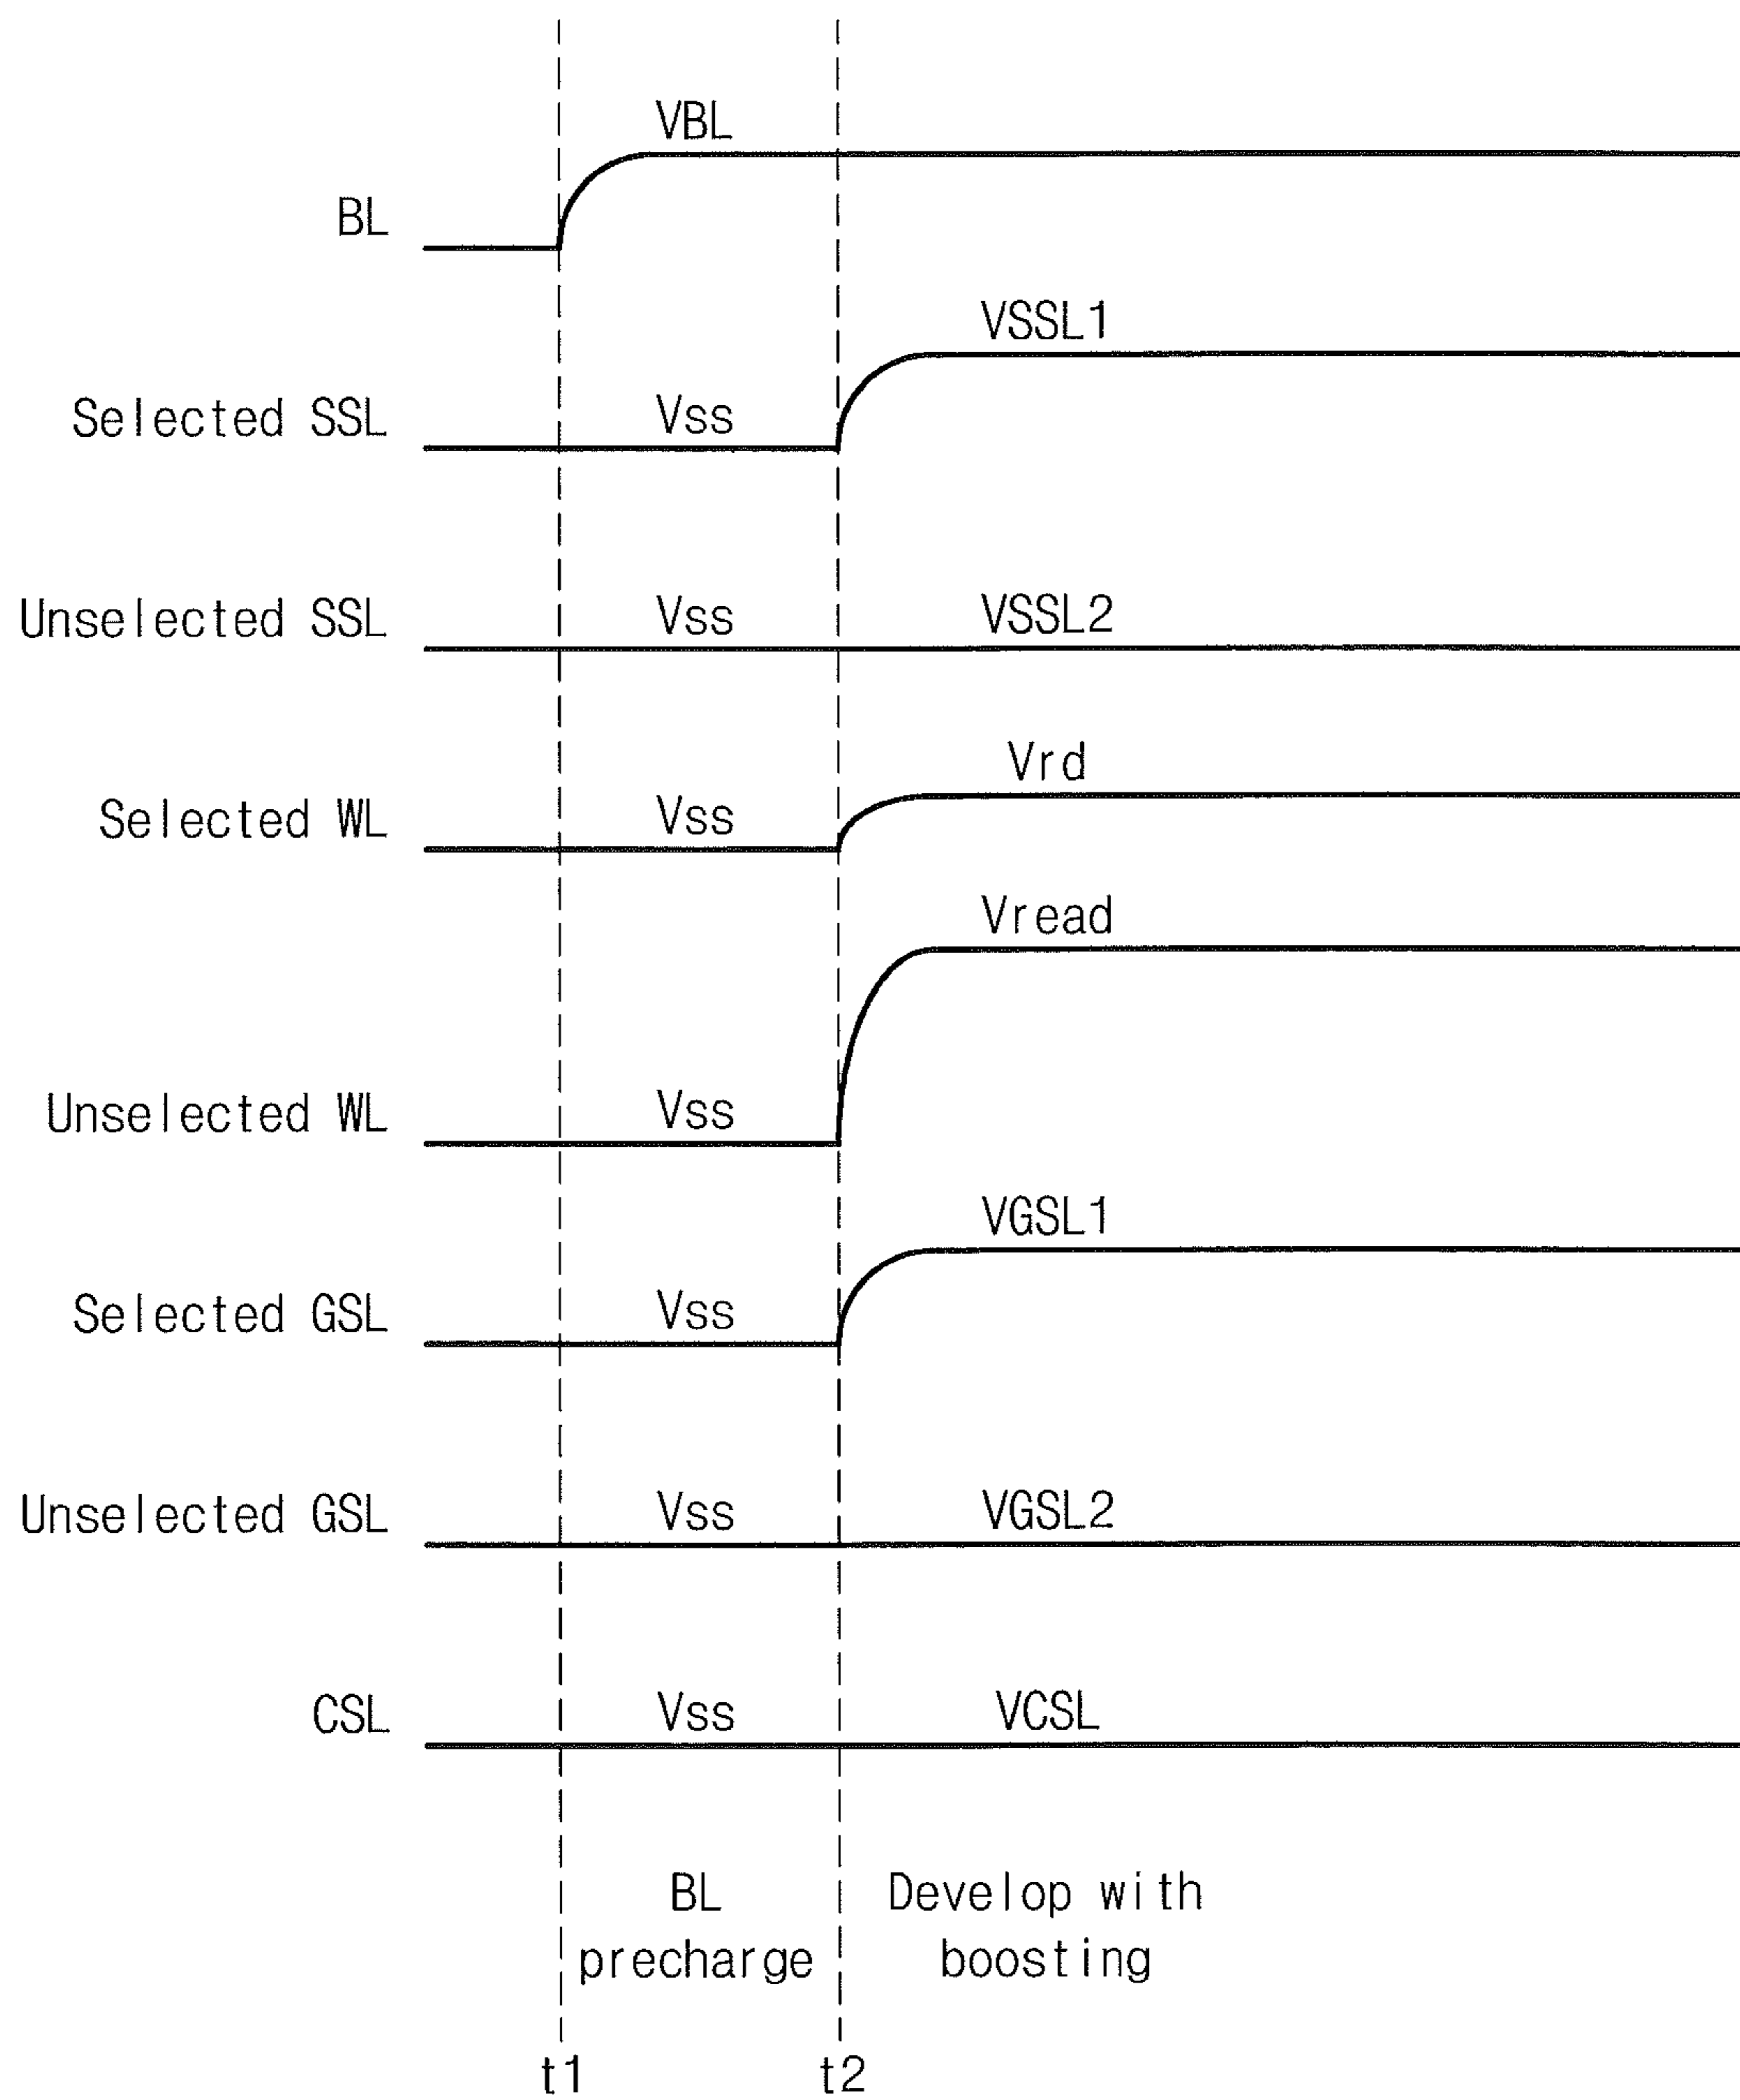 VBL
BL
VSSL1
Selected SSL Vss
Unselected SSL Vss VSSL2
Vrd
Selected WL Vss
Vread
Unselected WL Vss
VGSL1
Selected GSL Vss
Unselected GSL Vss VGSL2
CSL Vss VCSL
BL
precharge
Develop with
boosting
t1 t2